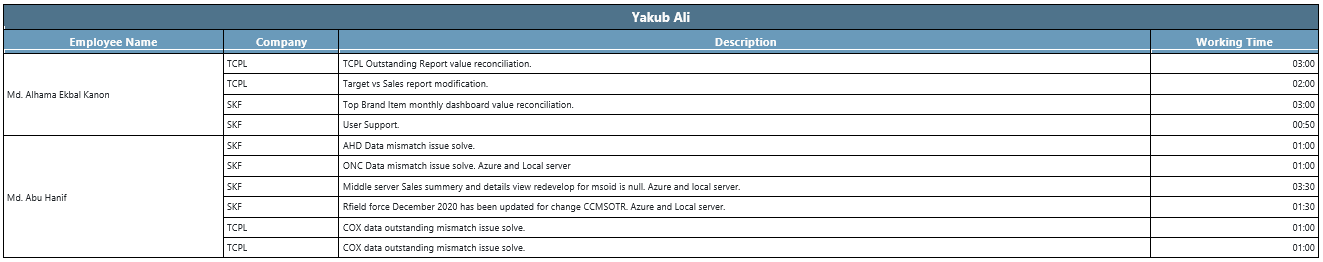 Yakub Ali
Employee Name Company Description Working Time
Md. Alhama Ekbal Kanon
TCPL TCPL Outstanding Report value reconciliation. 03:00
TCPL Target vs Sales report modification. 02:00
SKF Top Brand Item monthly dashboard value reconciliation. 03:00
SKF User Support. 00:50
Md. Abu Hanif
SKF AHD Data mismatch issue solve. 01:00
SKF ONC Data mismatch issue solve. Azure and Local server 01:00
SKF Middle server Sales summery and details view redevelop for msoid is null. Azure and local server. 03:30
SKF Rfield force December 2020 has been updated for change CCMSOTR. Azure and Local server. 01:30
TCPL COX data outstanding mismatch issue solve. 01:00
TCPL COX data outstanding mismatch issue solve. 01:00